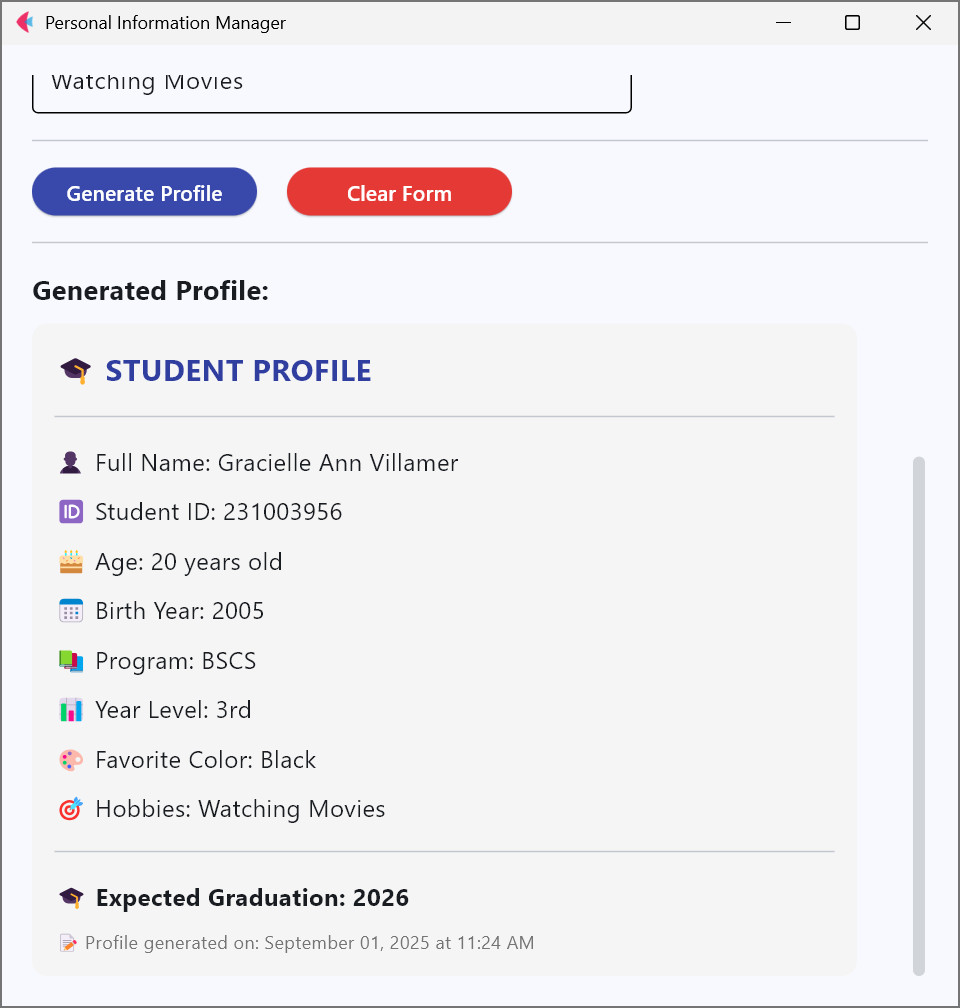 Personal Information Manager
Watching Movies
Generate Profile
Clear Form
Generated Profile:
🎓 STUDENT PROFILE
👤 Full Name: Gracielle Ann Villamer
🆔 Student ID: 231003956
🎂 Age: 20 years old
📅 Birth Year: 2005
📚 Program: BSCS
📊 Year Level: 3rd
🎨 Favorite Color: Black
🎯 Hobbies: Watching Movies
🎓 Expected Graduation: 2026
📝 Profile generated on: September 01, 2025 at 11:24 AM